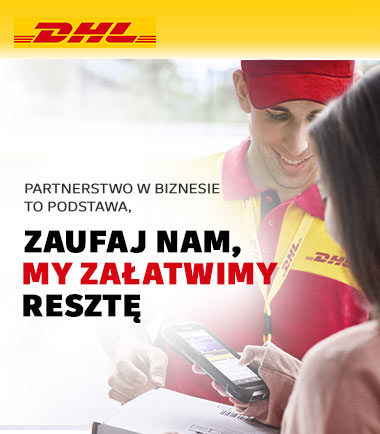 DHL
PARTNERSTWO W BIZNESIE
TO PODSTAWA,
ZAUFAJ NAM,
MY ZAŁATWIMY
RESZTĘ
DHL